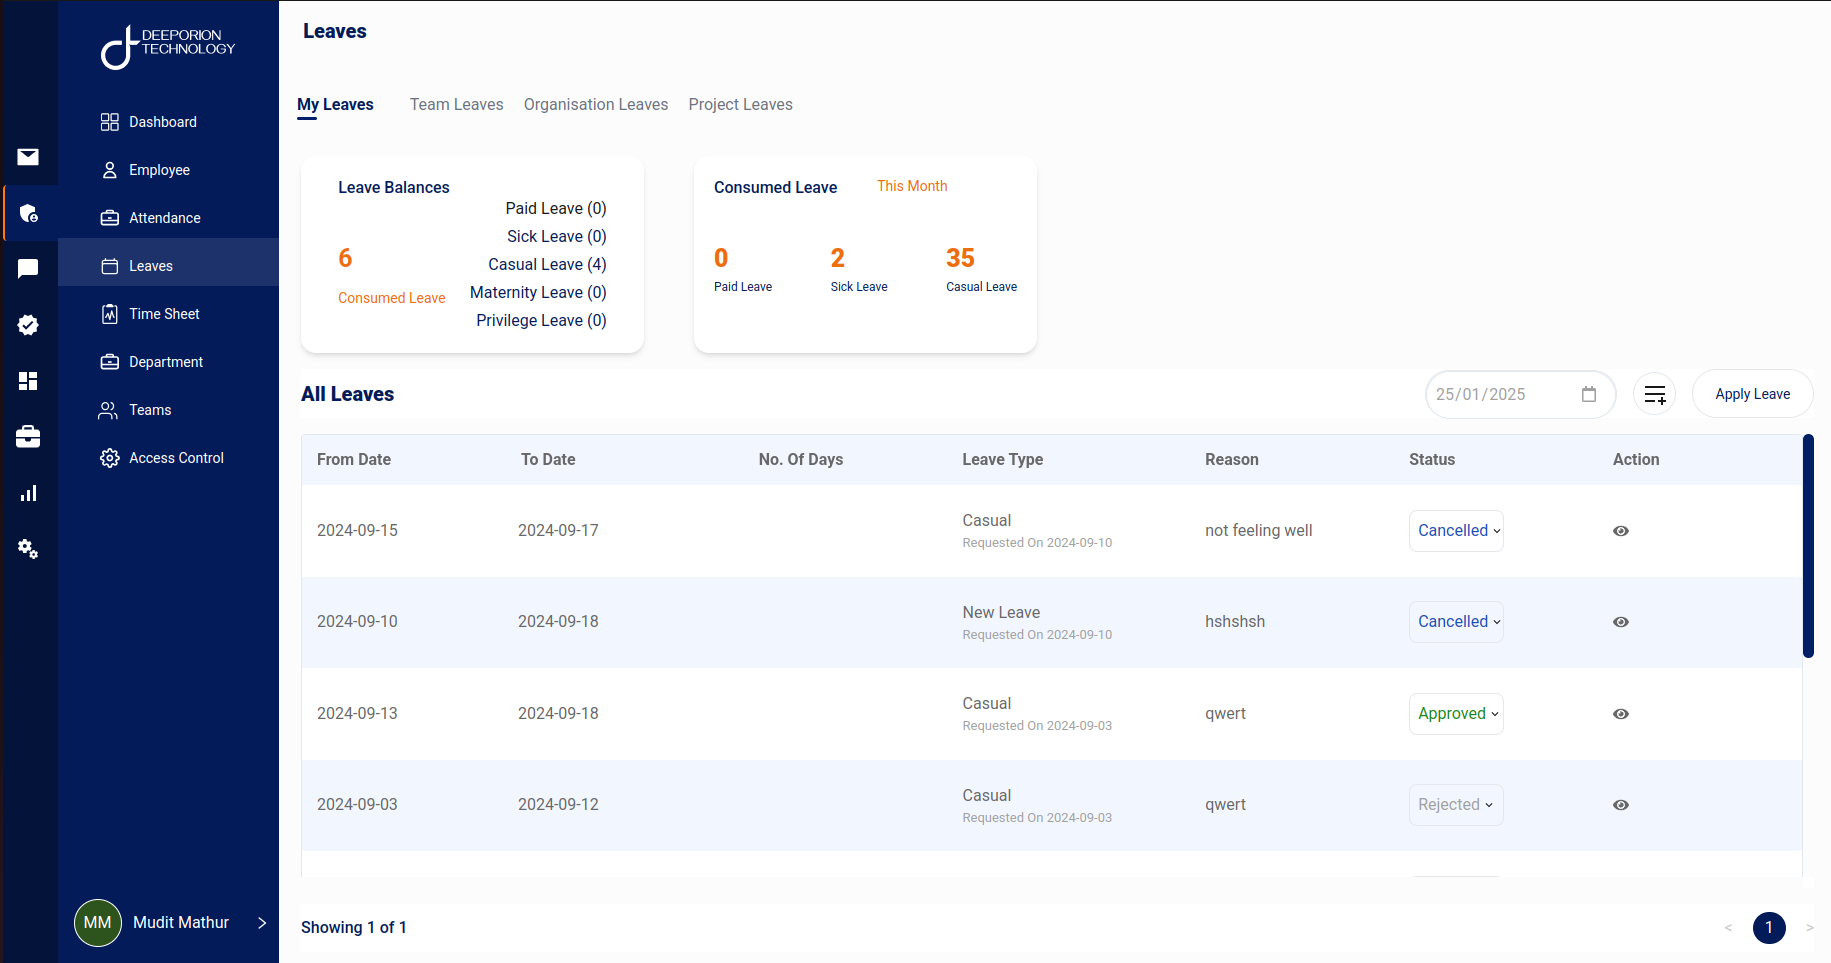 DEEPORION
TECHNOLOGY
Dashboard
Employee
Attendance
Leaves
Time Sheet
Department
Teams
Access Control
MM
Mudit Mathur
Leaves
My Leaves Team Leaves Organisation Leaves Project Leaves
Leave Balances
6
Consumed Leave
Paid Leave (0)
Sick Leave (0)
Casual Leave (4)
Maternity Leave (0)
Privilege Leave (0)
Consumed Leave This Month
0 2 35
Paid Leave Sick Leave Casual Leave
All Leaves
25/01/2025
Apply Leave
From Date To Date No. Of Days Leave Type Reason Status Action
2024-09-15 2024-09-17 Casual not feeling well Cancelled
Requested On 2024-09-10
2024-09-10 2024-09-18 New Leave hshshsh Cancelled
Requested On 2024-09-10
2024-09-13 2024-09-18 Casual qwert Approved
Requested On 2024-09-03
2024-09-03 2024-09-12 Casual qwert Rejected
Requested On 2024-09-03
Showing 1 of 1
< 1 >